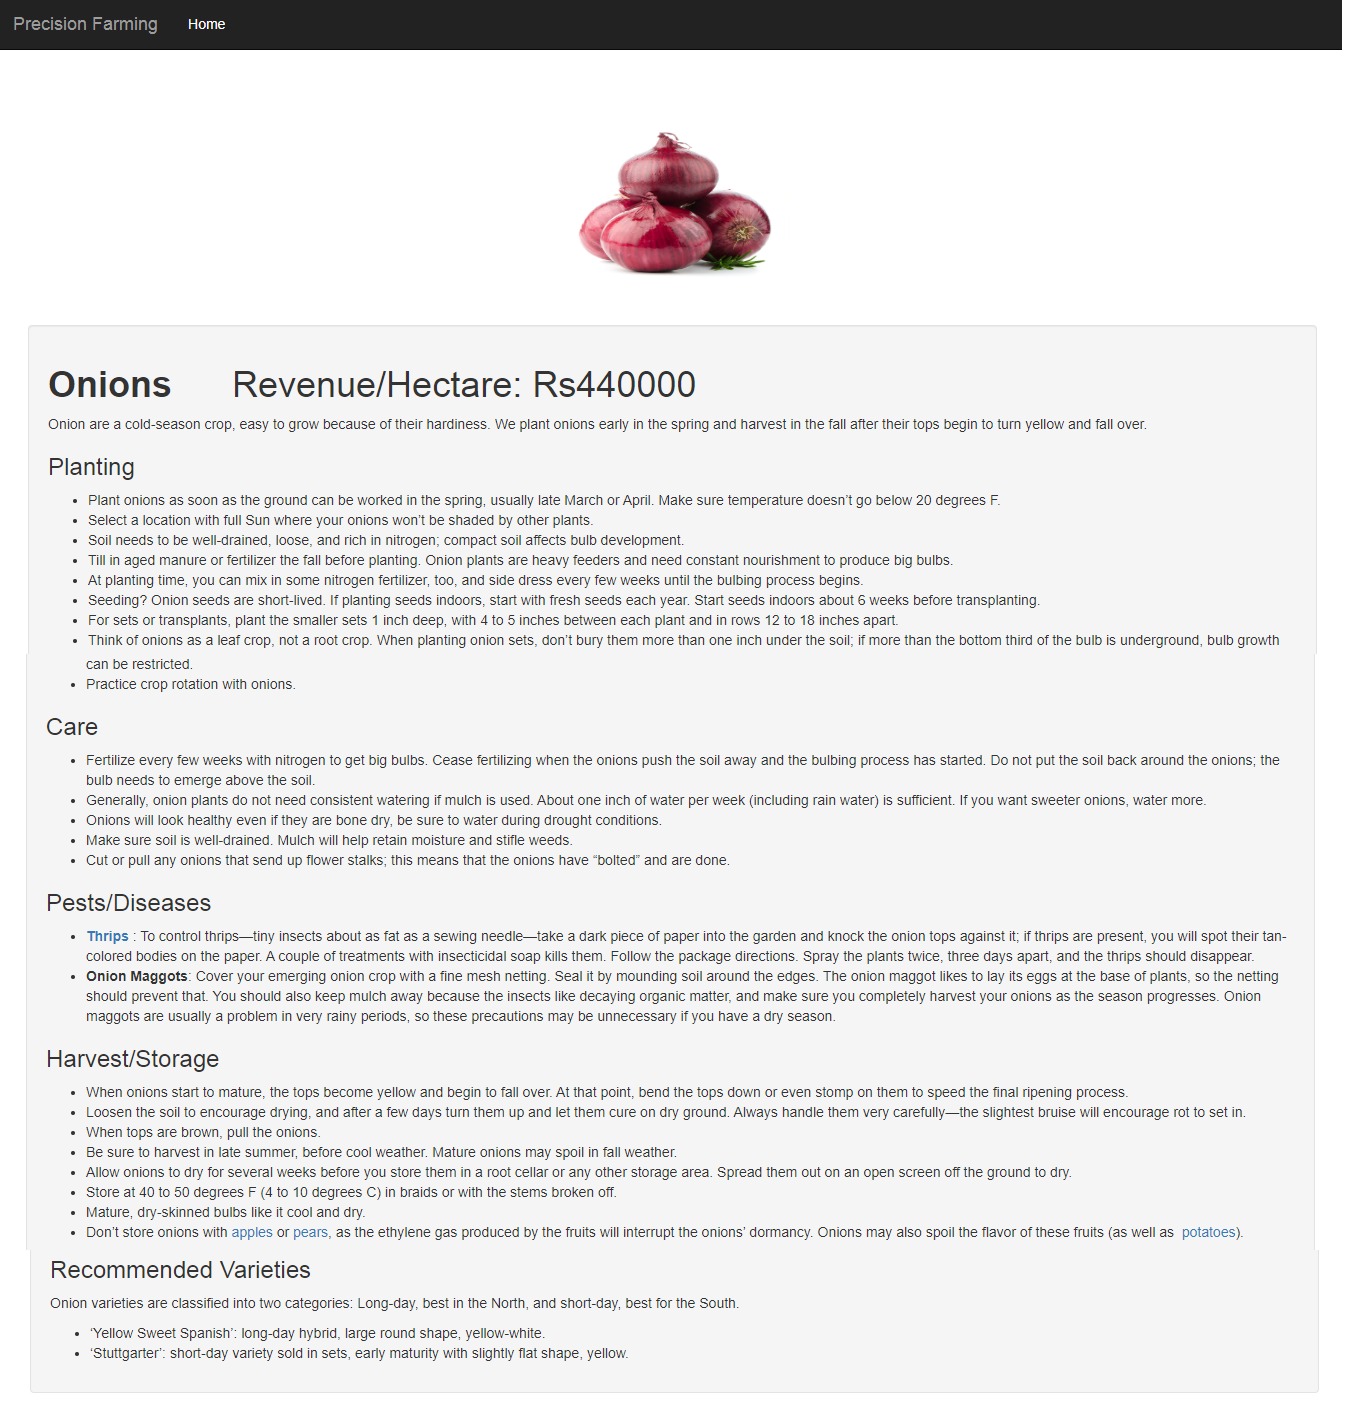 Precision Farming Home
Onions Revenue/Hectare: Rs440000
Onion are a cold-season crop, easy to grow because of their hardiness. We plant onions early in the spring and harvest in the fall after their tops begin to turn yellow and fall over.
Planting
• Plant onions as soon as the ground can be worked in the spring, usually late March or April. Make sure temperature doesn’t go below 20 degrees F.
• Select a location with full Sun where your onions won’t be shaded by other plants.
• Soil needs to be well-drained, loose, and rich in nitrogen; compact soil affects bulb development.
• Till in aged manure or fertilizer the fall before planting. Onion plants are heavy feeders and need constant nourishment to produce big bulbs.
• At planting time, you can mix in some nitrogen fertilizer, too, and side dress every few weeks until the bulbing process begins.
• Seeding? Onion seeds are short-lived. If planting seeds indoors, start with fresh seeds each year. Start seeds indoors about 6 weeks before transplanting.
• For sets or transplants, plant the smaller sets 1 inch deep, with 4 to 5 inches between each plant and in rows 12 to 18 inches apart.
• Think of onions as a leaf crop, not a root crop. When planting onion sets, don’t bury them more than one inch under the soil; if more than the bottom third of the bulb is underground, bulb growth
can be restricted.
• Practice crop rotation with onions.
Care
• Fertilize every few weeks with nitrogen to get big bulbs. Cease fertilizing when the onions push the soil away and the bulbing process has started. Do not put the soil back around the onions; the
bulb needs to emerge above the soil.
• Generally, onion plants do not need consistent watering if mulch is used. About one inch of water per week (including rain water) is sufficient. If you want sweeter onions, water more.
• Onions will look healthy even if they are bone dry, be sure to water during drought conditions.
• Make sure soil is well-drained. Mulch will help retain moisture and stifle weeds.
• Cut or pull any onions that send up flower stalks; this means that the onions have “bolted” and are done.
Pests/Diseases
• Thrips : To control thrips—tiny insects about as fat as a sewing needle—take a dark piece of paper into the garden and knock the onion tops against it; if thrips are present, you will spot their tan-
colored bodies on the paper. A couple of treatments with insecticidal soap kills them. Follow the package directions. Spray the plants twice, three days apart, and the thrips should disappear.
• Onion Maggots: Cover your emerging onion crop with a fine mesh netting. Seal it by mounding soil around the edges. The onion maggot likes to lay its eggs at the base of plants, so the netting
should prevent that. You should also keep mulch away because the insects like decaying organic matter, and make sure you completely harvest your onions as the season progresses. Onion
maggots are usually a problem in very rainy periods, so these precautions may be unnecessary if you have a dry season.
Harvest/Storage
• When onions start to mature, the tops become yellow and begin to fall over. At that point, bend the tops down or even stomp on them to speed the final ripening process.
• Loosen the soil to encourage drying, and after a few days turn them up and let them cure on dry ground. Always handle them very carefully—the slightest bruise will encourage rot to set in.
• When tops are brown, pull the onions.
• Be sure to harvest in late summer, before cool weather. Mature onions may spoil in fall weather.
• Allow onions to dry for several weeks before you store them in a root cellar or any other storage area. Spread them out on an open screen off the ground to dry.
• Store at 40 to 50 degrees F (4 to 10 degrees C) in braids or with the stems broken off.
• Mature, dry-skinned bulbs like it cool and dry.
• Don’t store onions with apples or pears, as the ethylene gas produced by the fruits will interrupt the onions’ dormancy. Onions may also spoil the flavor of these fruits (as well as potatoes).
Recommended Varieties
Onion varieties are classified into two categories: Long-day, best in the North, and short-day, best for the South.
• ‘Yellow Sweet Spanish’: long-day hybrid, large round shape, yellow-white.
• ‘Stuttgarter’: short-day variety sold in sets, early maturity with slightly flat shape, yellow.